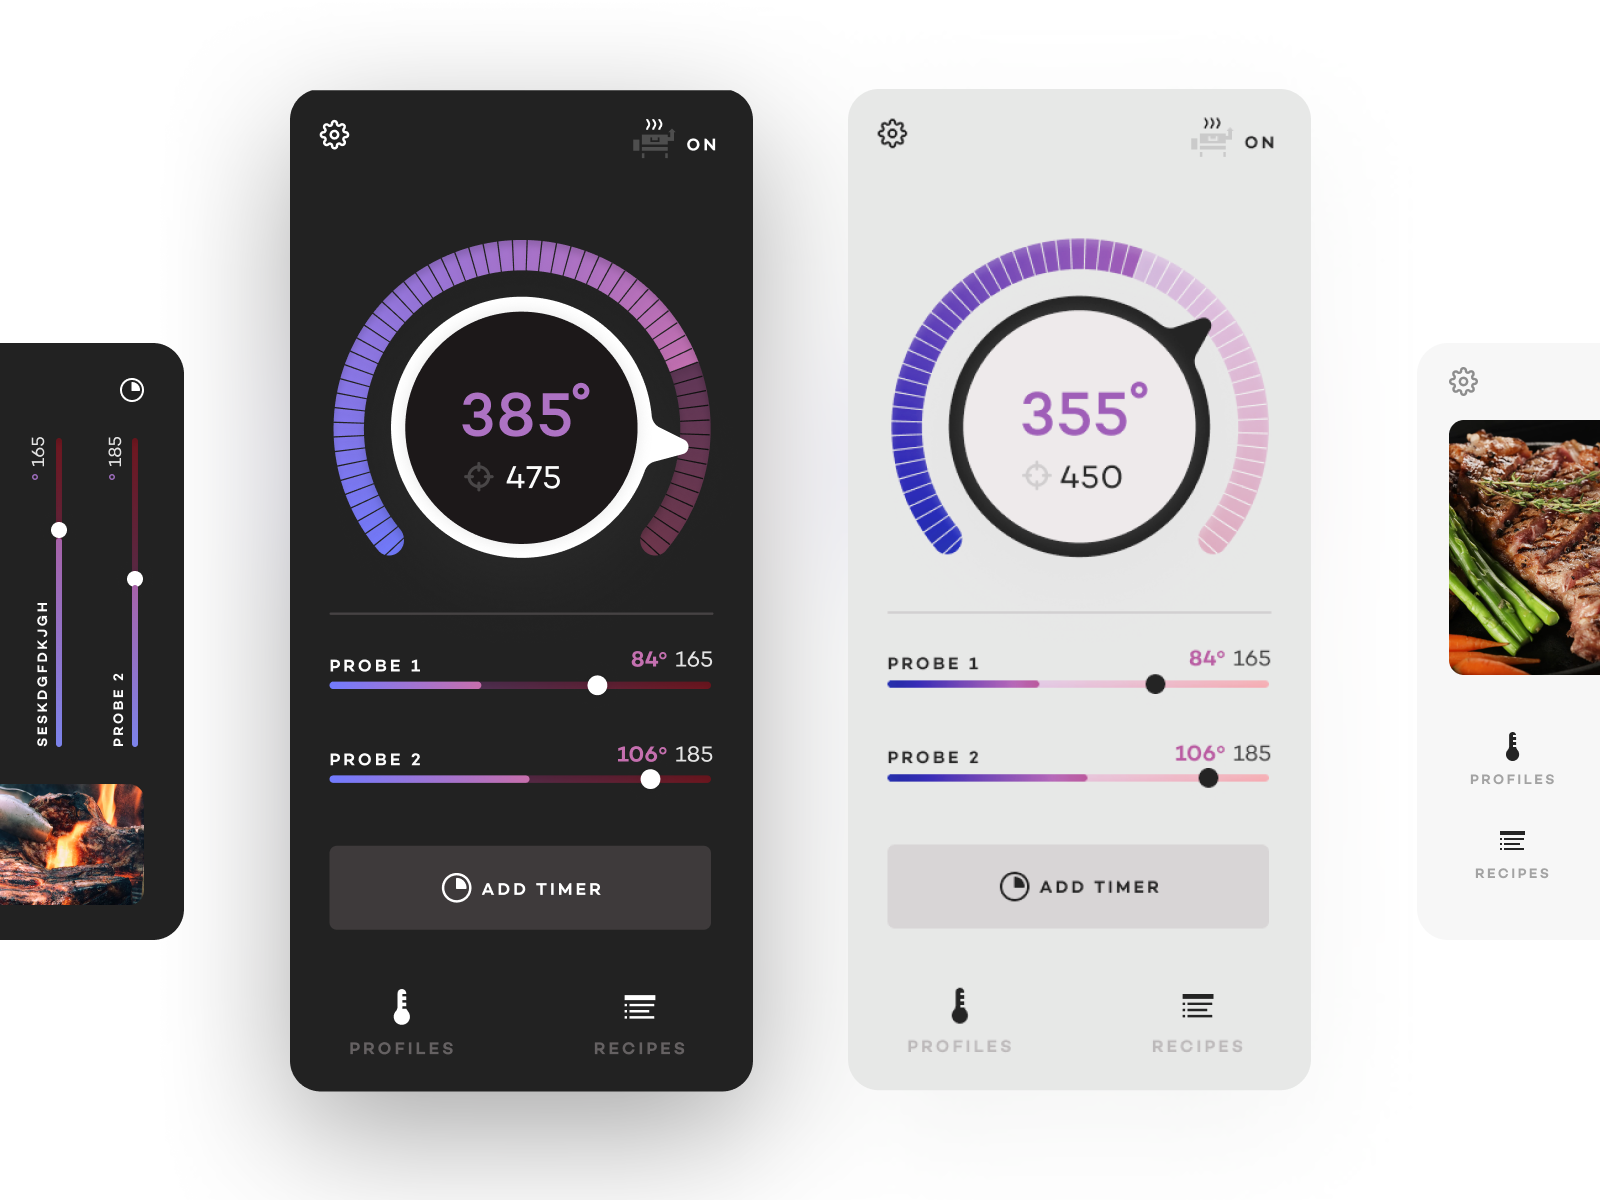 ° 165
SESKDGFDKJGH
° 185
PROBE 2
ON
385°
475
PROBE 1
84° 165
PROBE 2
106° 185
ADD TIMER
PROFILES
RECIPES
ON
355°
450
PROBE 1
84° 165
PROBE 2
106° 185
ADD TIMER
PROFILES
RECIPES
PROFILES
RECIPES